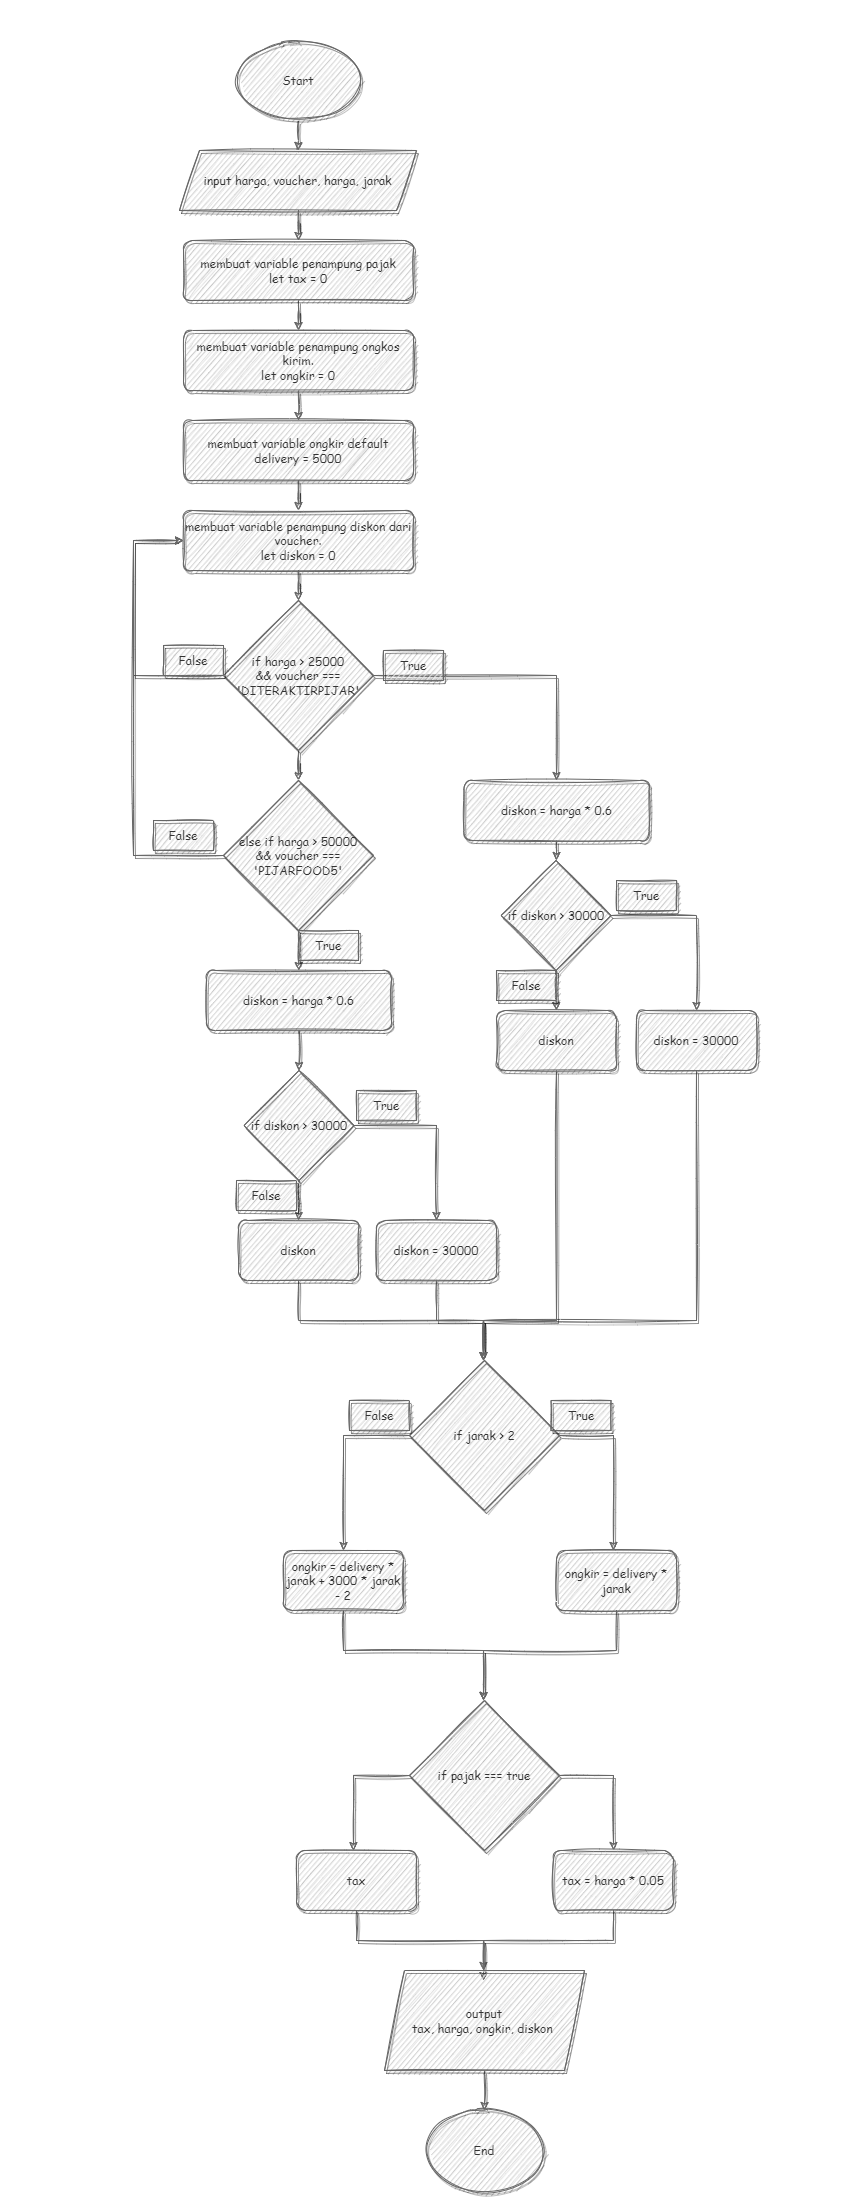 Start
input harga, voucher, harga, jarak
membuat variable penampung pajak
let tax = 0
membuat variable penampung ongkos
kirim.
let ongkir = 0
membuat variable ongkir default
delivery = 5000
membuat variable penampung diskon dari
voucher.
let diskon = 0
False
if harga > 25000
&& voucher ===
'DITERAKTIRPIJAR'
True
diskon = harga * 0.6
False
else if harga > 50000
&& voucher ===
'PIJARFOOD5'
True
if diskon > 30000
True
False
diskon
diskon = 30000
diskon = harga * 0.6
if diskon > 30000
True
False
diskon
diskon = 30000
False
if jarak > 2
True
ongkir = delivery *
jarak + 3000 * jarak
- 2
ongkir = delivery *
jarak
if pajak === true
tax
tax = harga * 0.05
output
tax, harga, ongkir, diskon
End